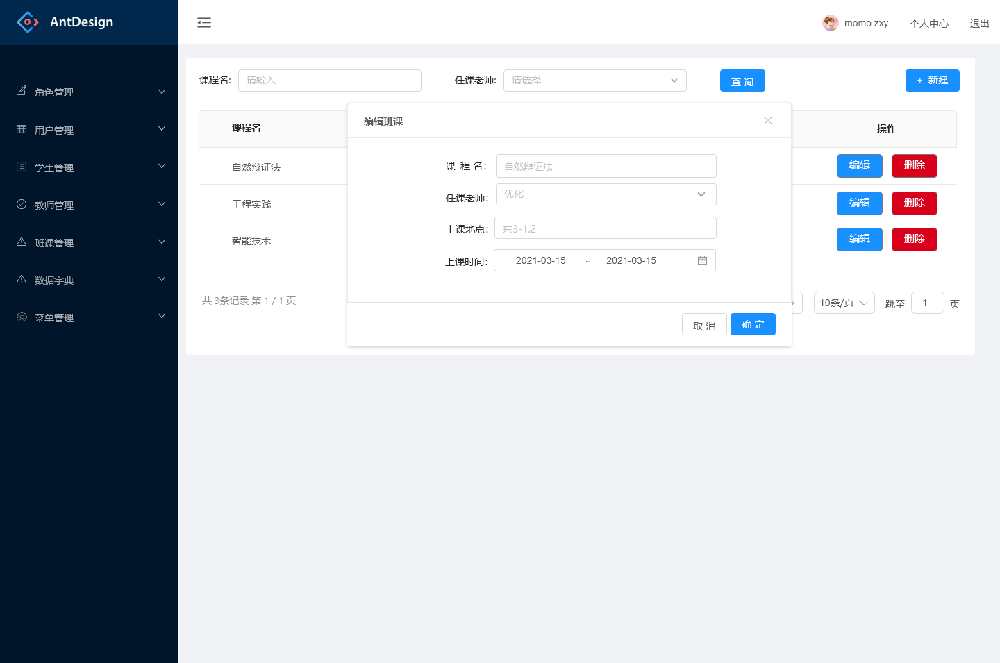 AntDesign
momo.zxy 个人中心 退出
角色管理
用户管理
学生管理
教师管理
班课管理
数据字典
菜单管理
课程名: 请输入 任课老师: 请选择 查 询 + 新建
课程名 操作
自然辩证法 编辑 删除
工程实践 编辑 删除
智能技术 编辑 删除
共 3条记录 第 1 / 1 页 10条/页 跳至 1 页
编辑班课
课 程 名： 自然辩证法
任课老师： 优化
上课地点： 东3-1.2
上课时间： 2021-03-15 ~ 2021-03-15
取 消 确 定